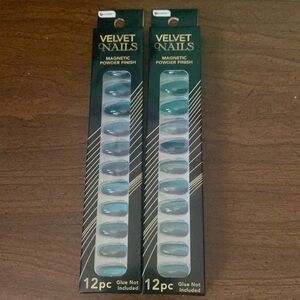 VELVET
NAILS
MAGNETIC
POWDER FINISH
12pc
Glue Not
Included
VELVET
NAILS
MAGNETIC
POWDER FINISH
12pc
Glue Not
Included